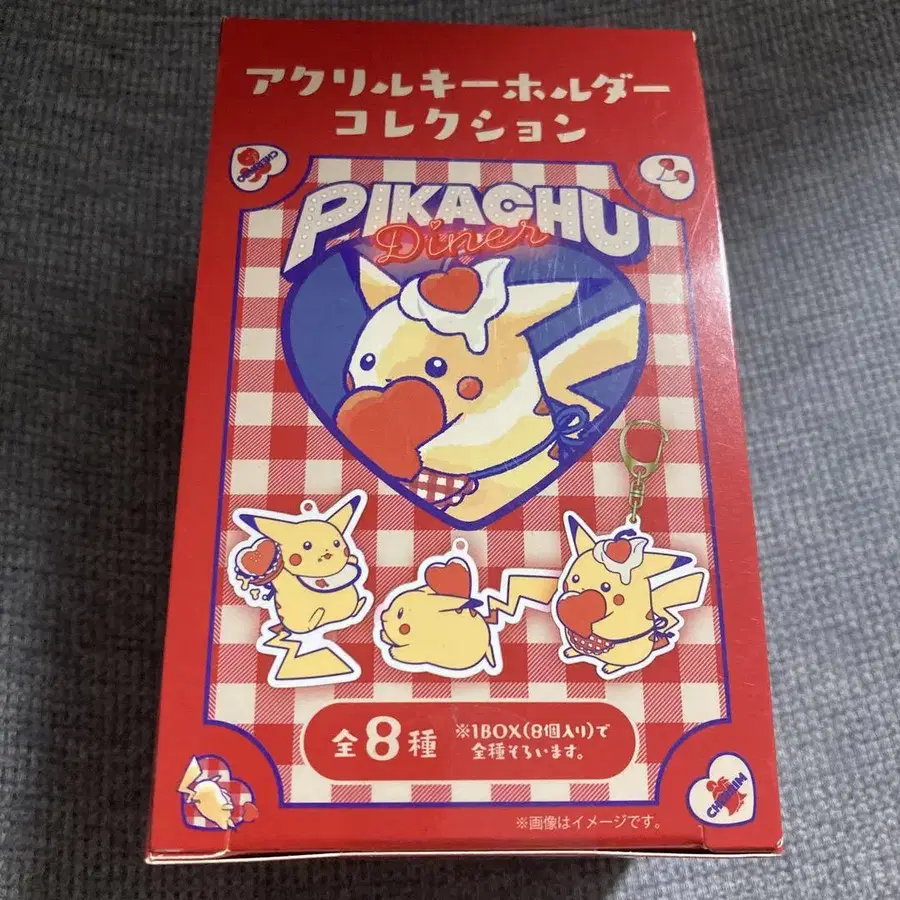 アクリルキーホルダー
コレクション
CHERUBO
PIKACHU
Diner
全8種
※1BOX(8個入り)で
全種そろいます。
CHERRIM
※画像はイメージです。